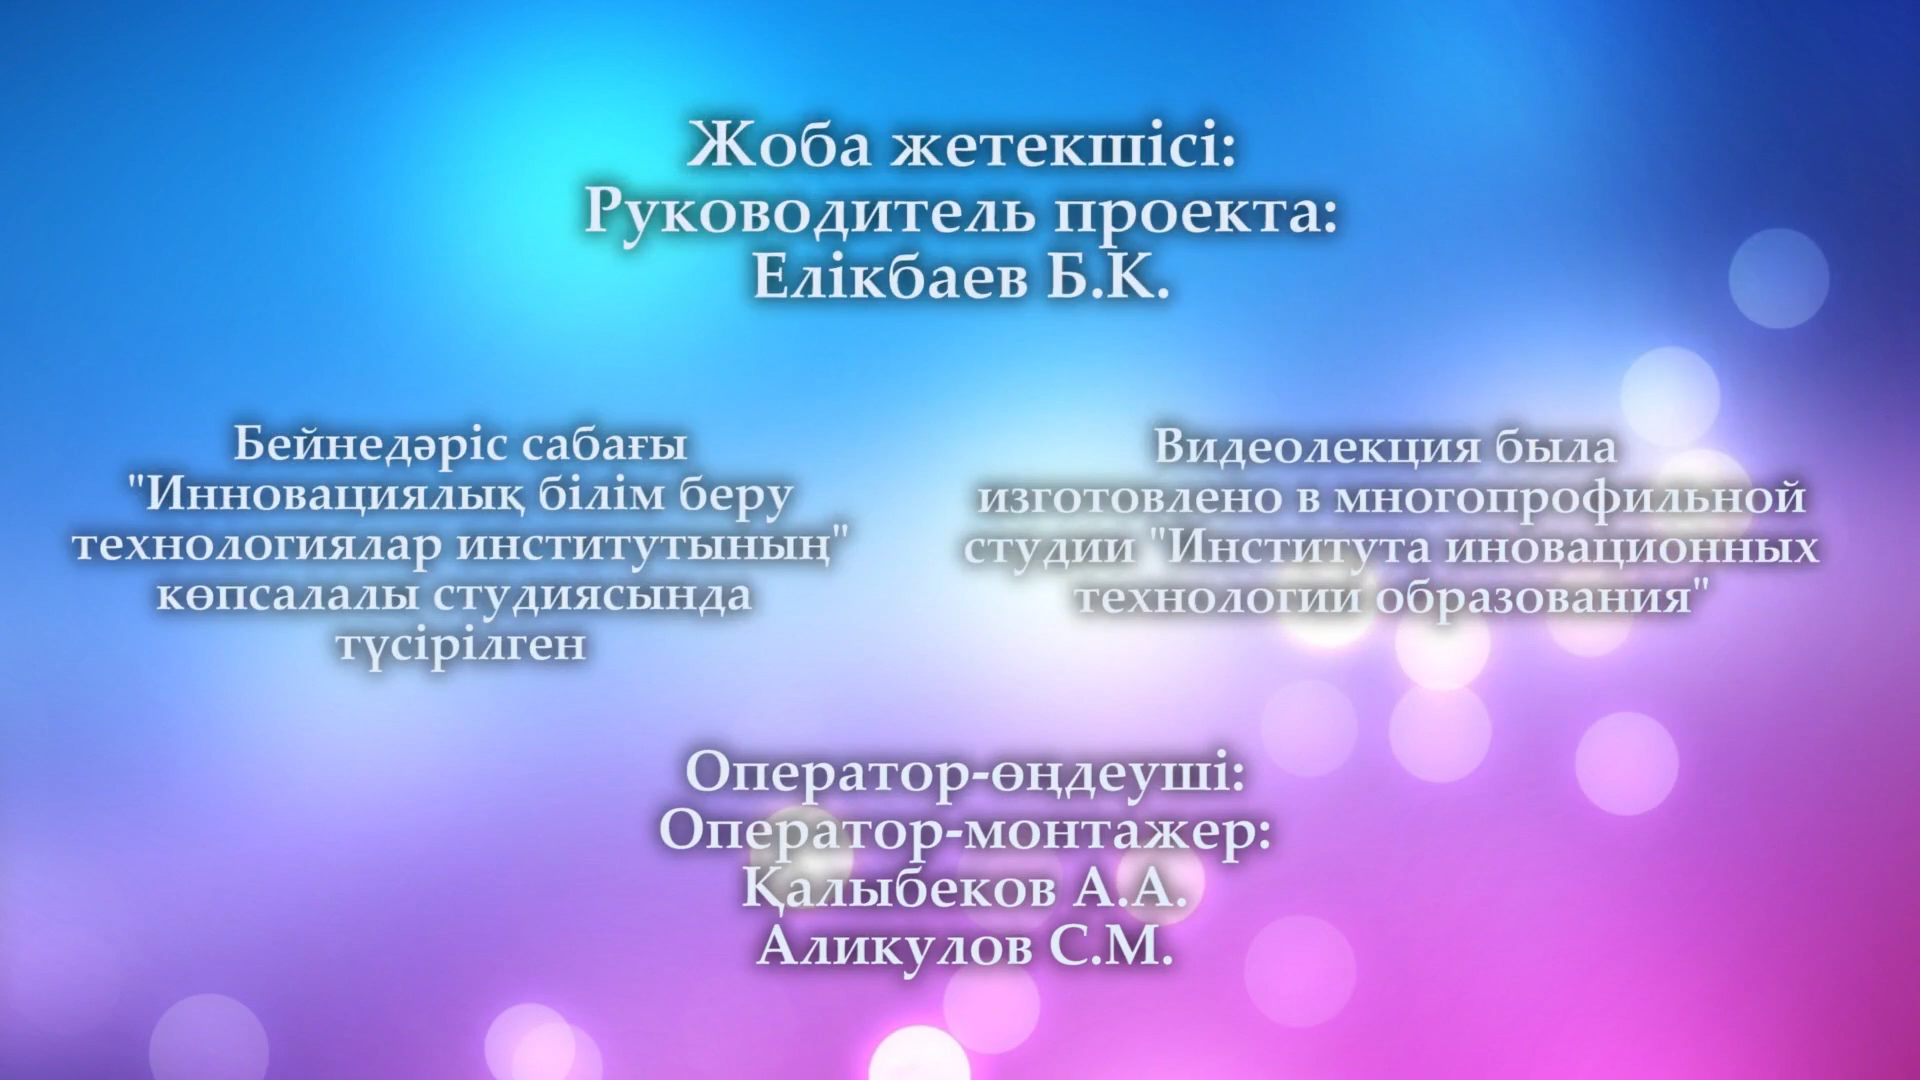 Жоба жетекшісі:
Руководитель проекта:
Елікбаев Б.К.
Бейнедәріс сабағы
"Инновациялық білім беру
технологиялар институтының"
көпсалалы студиясында
түсірілген
Видеолекция была
изготовлено в многопрофильной
студии "Института иновационных
технологии образования"
Оператор-өңдеуші:
Оператор-монтажер:
Қалыбеков А.А.
Аликулов С.М.